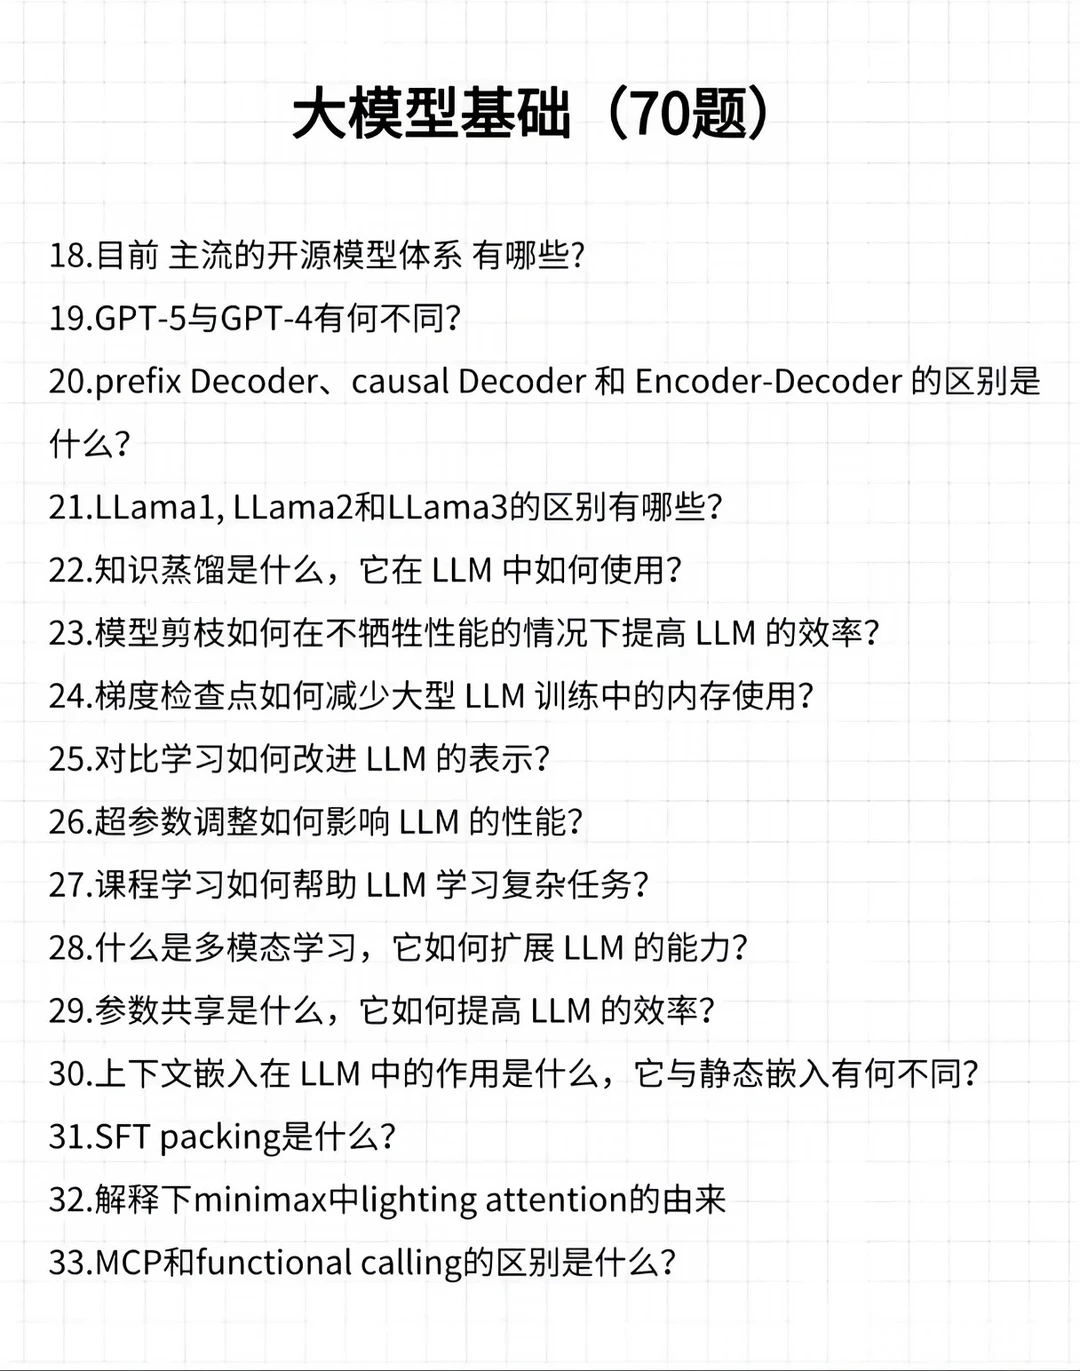 大模型基础（70题）
18.目前 主流的开源模型体系 有哪些?
19.GPT-5与GPT-4有何不同？
20.prefix Decoder、causal Decoder 和 Encoder-Decoder 的区别是
什么？
21.LLama1, LLama2和LLama3的区别有哪些？
22.知识蒸馏是什么，它在 LLM 中如何使用？
23.模型剪枝如何在不牺牲性能的情况下提高 LLM 的效率？
24.梯度检查点如何减少大型 LLM 训练中的内存使用？
25.对比学习如何改进 LLM 的表示？
26.超参数调整如何影响 LLM 的性能？
27.课程学习如何帮助 LLM 学习复杂任务？
28.什么是多模态学习，它如何扩展 LLM 的能力？
29.参数共享是什么，它如何提高 LLM 的效率？
30.上下文嵌入在 LLM 中的作用是什么，它与静态嵌入有何不同？
31.SFT packing是什么？
32.解释下minimax中lighting attention的由来
33.MCP和functional calling的区别是什么？